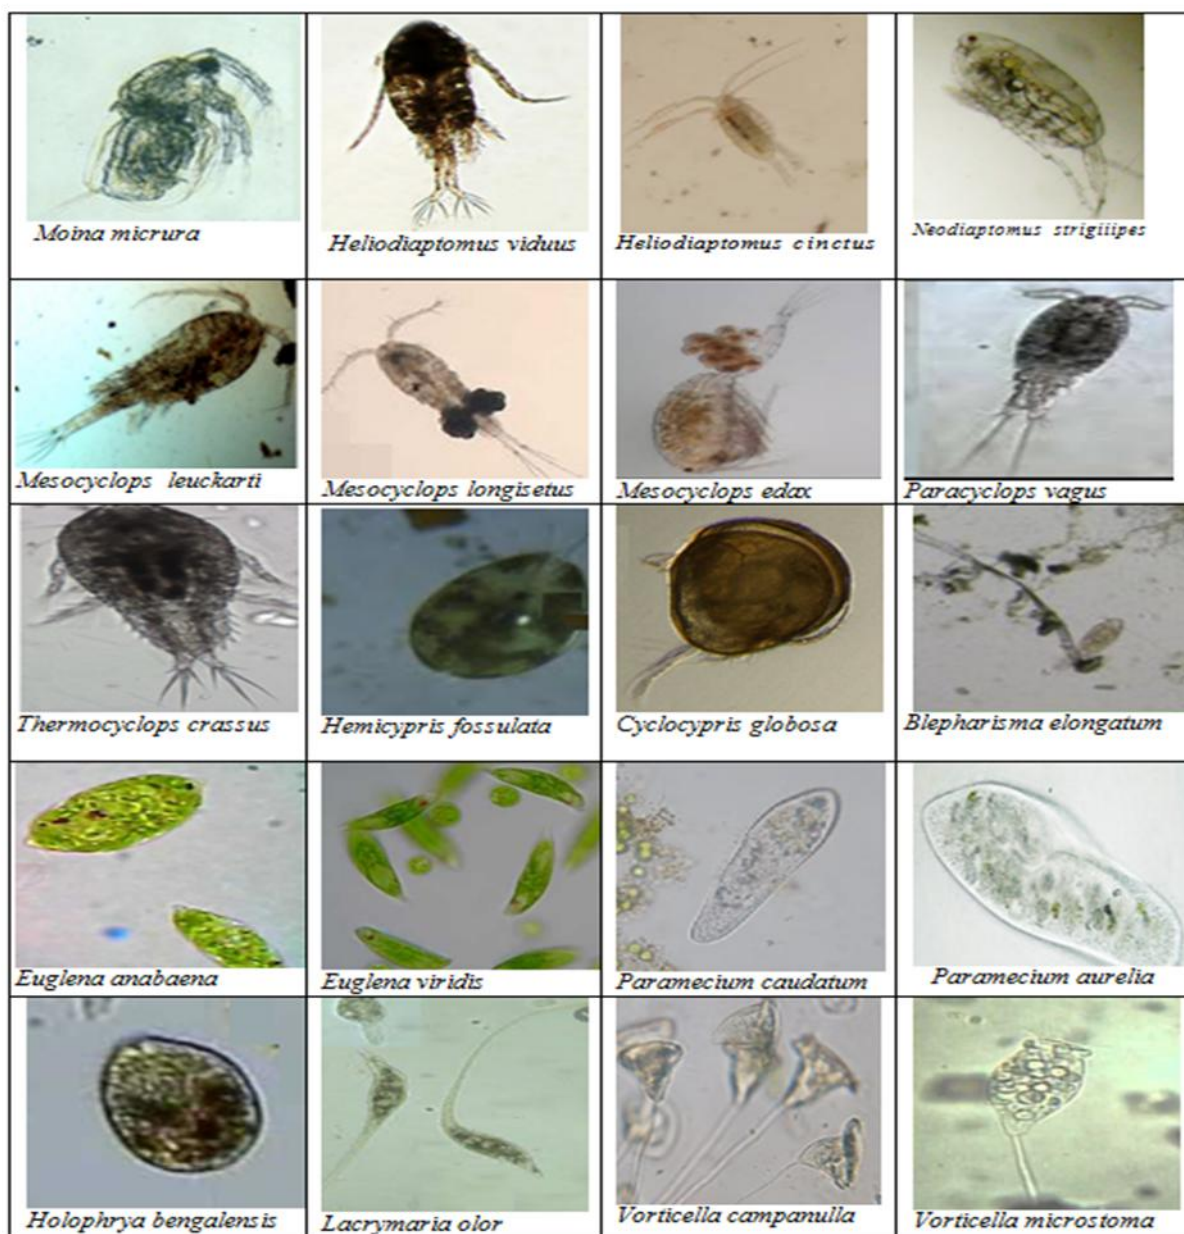 Moina micrura
Heliodiaptomus viduus
Heliodiaptomus cinctus
Neodiaptomus strigiiipes
Mesocyclops leuckarti
Mesocyclops longisetus
Mesocyclops edax
Paracyclops vagus
Thermocyclops crassus
Hemicypris fossulata
Cyclocypris globosa
Blepharisma elongatum
Euglena anabaena
Euglena viridis
Paramecium caudatum
Paramecium aurelia
Holophrya bengalensis
Lacrymaria olor
Vorticella campanulla
Vorticella microstoma